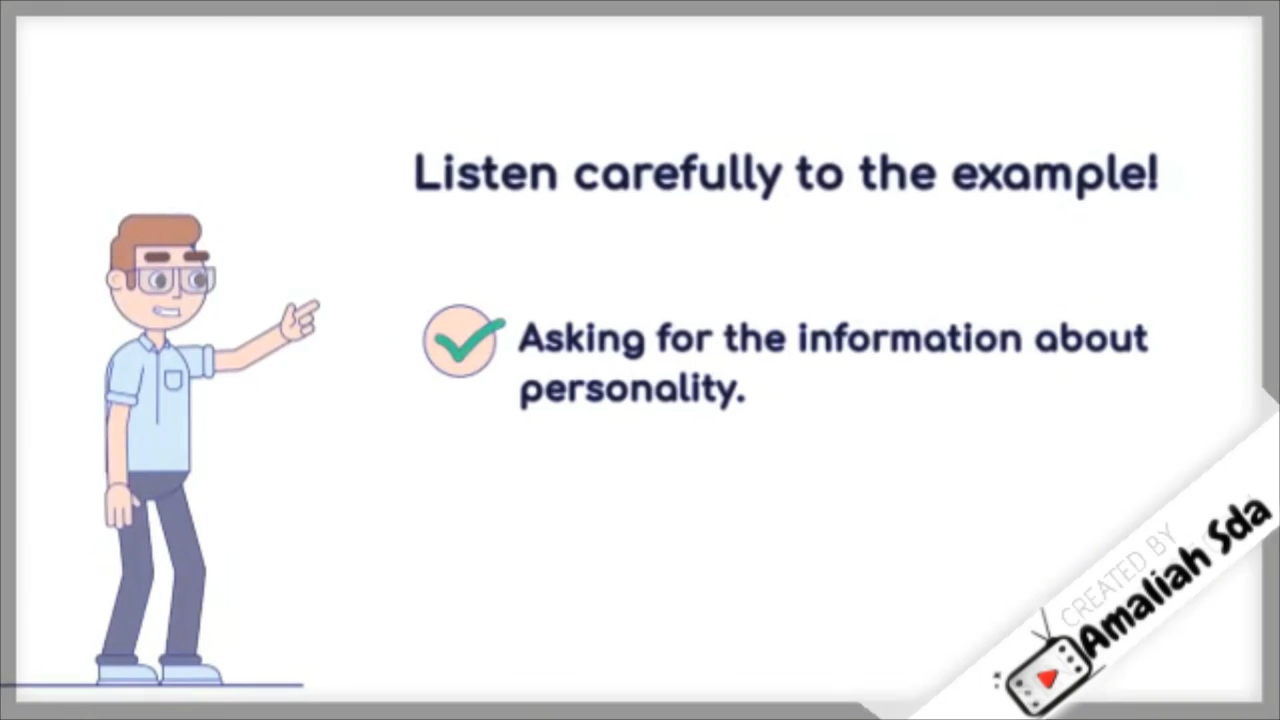 Listen carefully to the example!
Asking for the information about
personality.
CREATED BY
Amaliah Sda